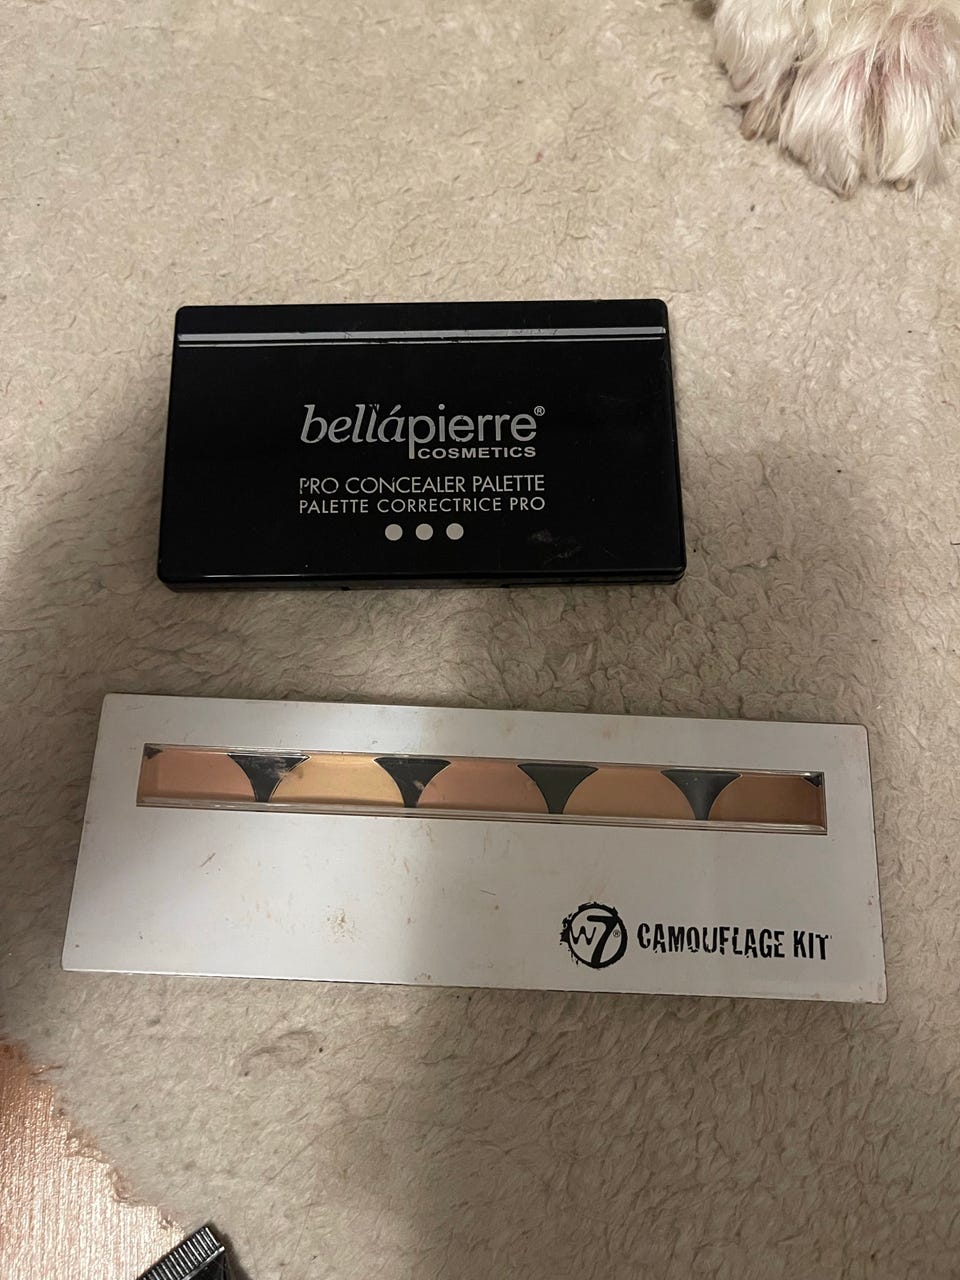 bellápierre®
COSMETICS
PRO CONCEALER PALETTE
PALETTE CORRECTRICE PRO
W7® CAMOUFLAGE KIT